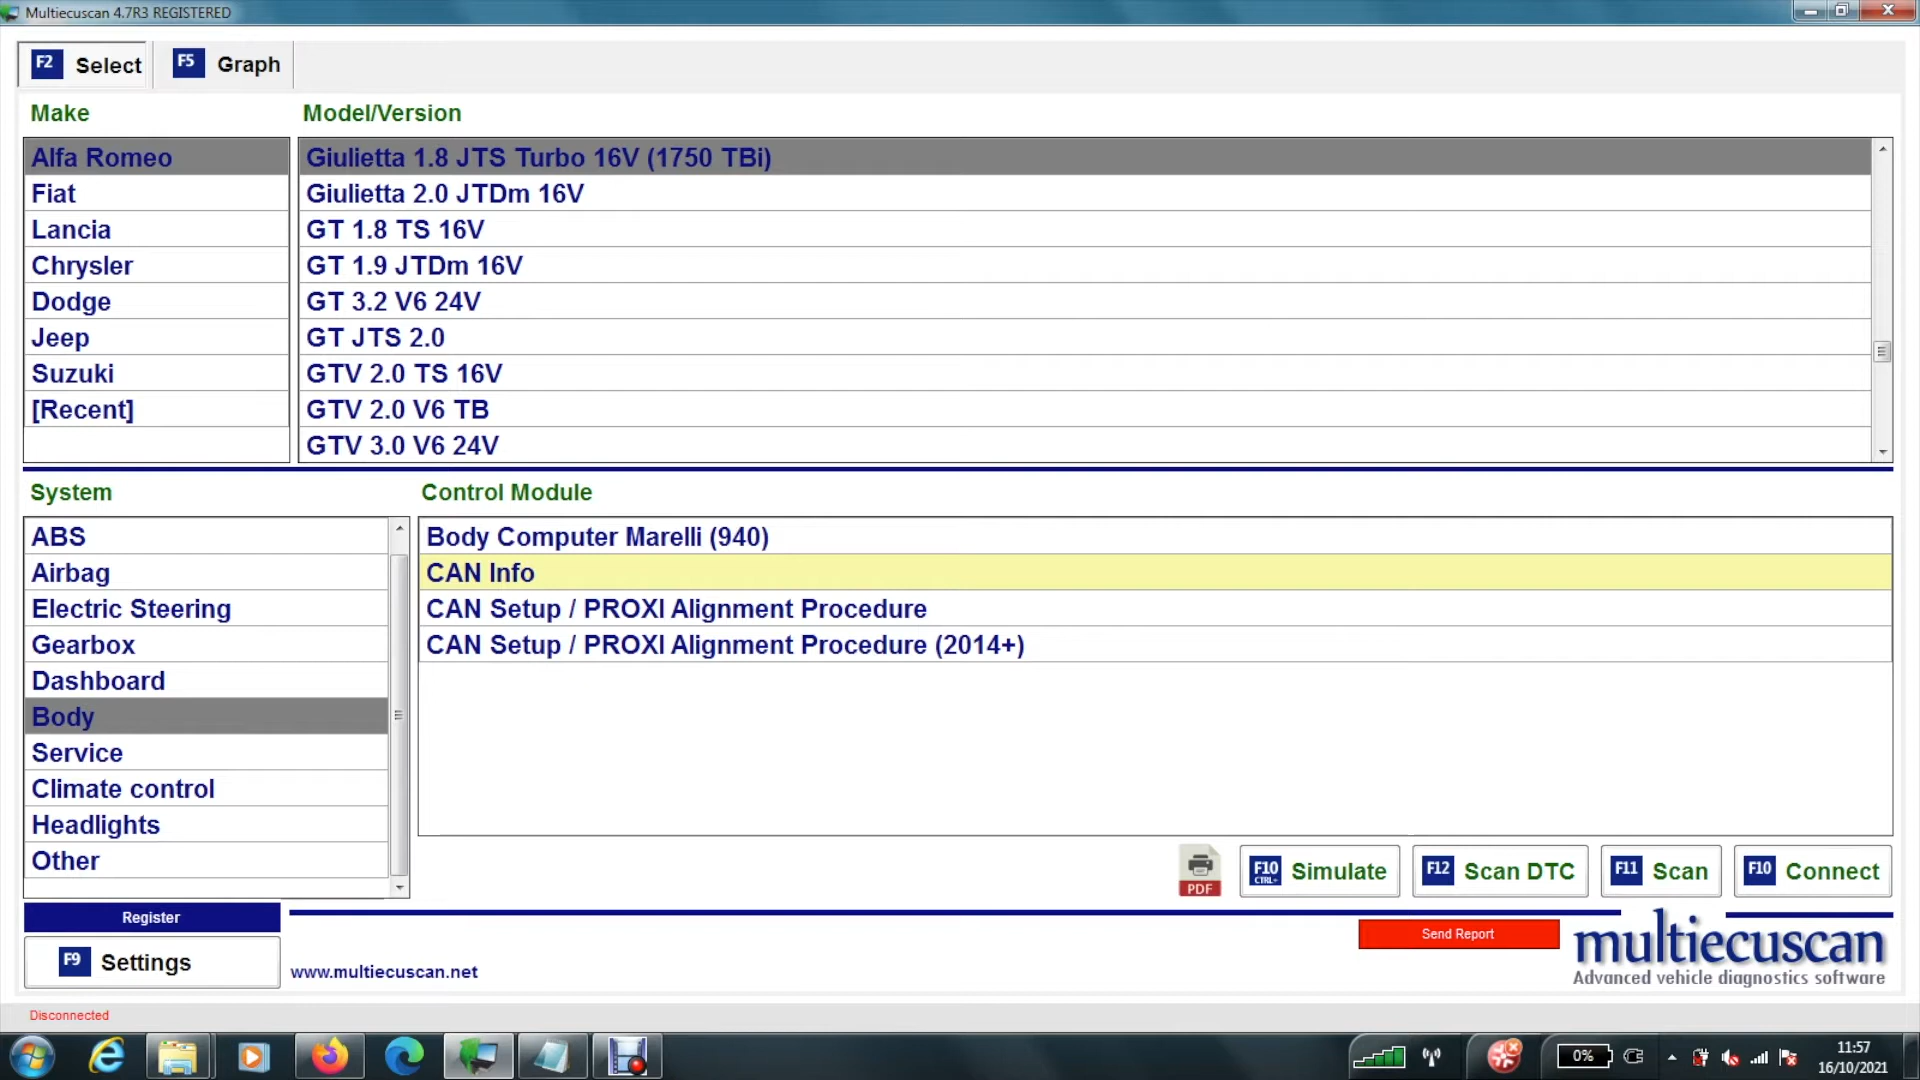 Multiecuscan 4.7R3 REGISTERED
F2 Select
F5 Graph
Make
Model/Version
Alfa Romeo
Fiat
Lancia
Chrysler
Dodge
Jeep
Suzuki
[Recent]
Giulietta 1.8 JTS Turbo 16V (1750 TBi)
Giulietta 2.0 JTDm 16V
GT 1.8 TS 16V
GT 1.9 JTDm 16V
GT 3.2 V6 24V
GT JTS 2.0
GTV 2.0 TS 16V
GTV 2.0 V6 TB
GTV 3.0 V6 24V
System
Control Module
ABS
Airbag
Electric Steering
Gearbox
Dashboard
Body
Service
Climate control
Headlights
Other
Body Computer Marelli (940)
CAN Info
CAN Setup / PROXI Alignment Procedure
CAN Setup / PROXI Alignment Procedure (2014+)
PDF
F10 CTRL+ Simulate
F12 Scan DTC
F11 Scan
F10 Connect
Register
F9 Settings
www.multiecuscan.net
Send Report
multiecuscan
Advanced vehicle diagnostics software
Disconnected
0%
11:57
16/10/2021